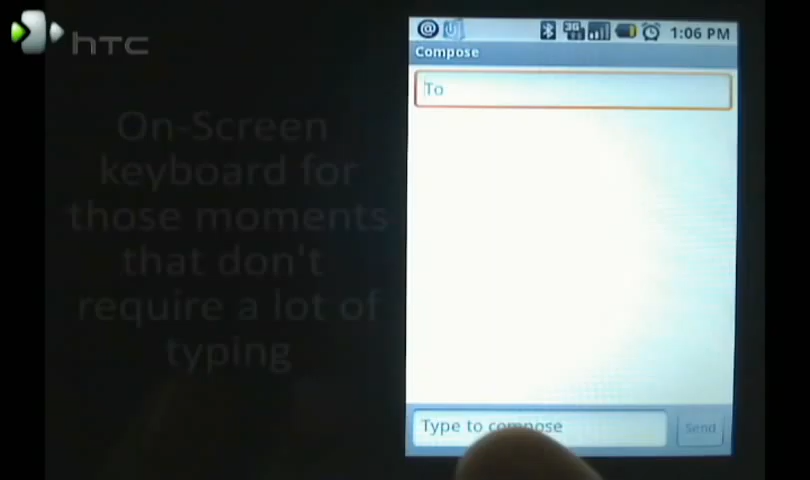 hTC
On-Screen
keyboard for
those moments
that don't
require a lot of
typing
3G
1:06 PM
Compose
To
Type to compose
Send